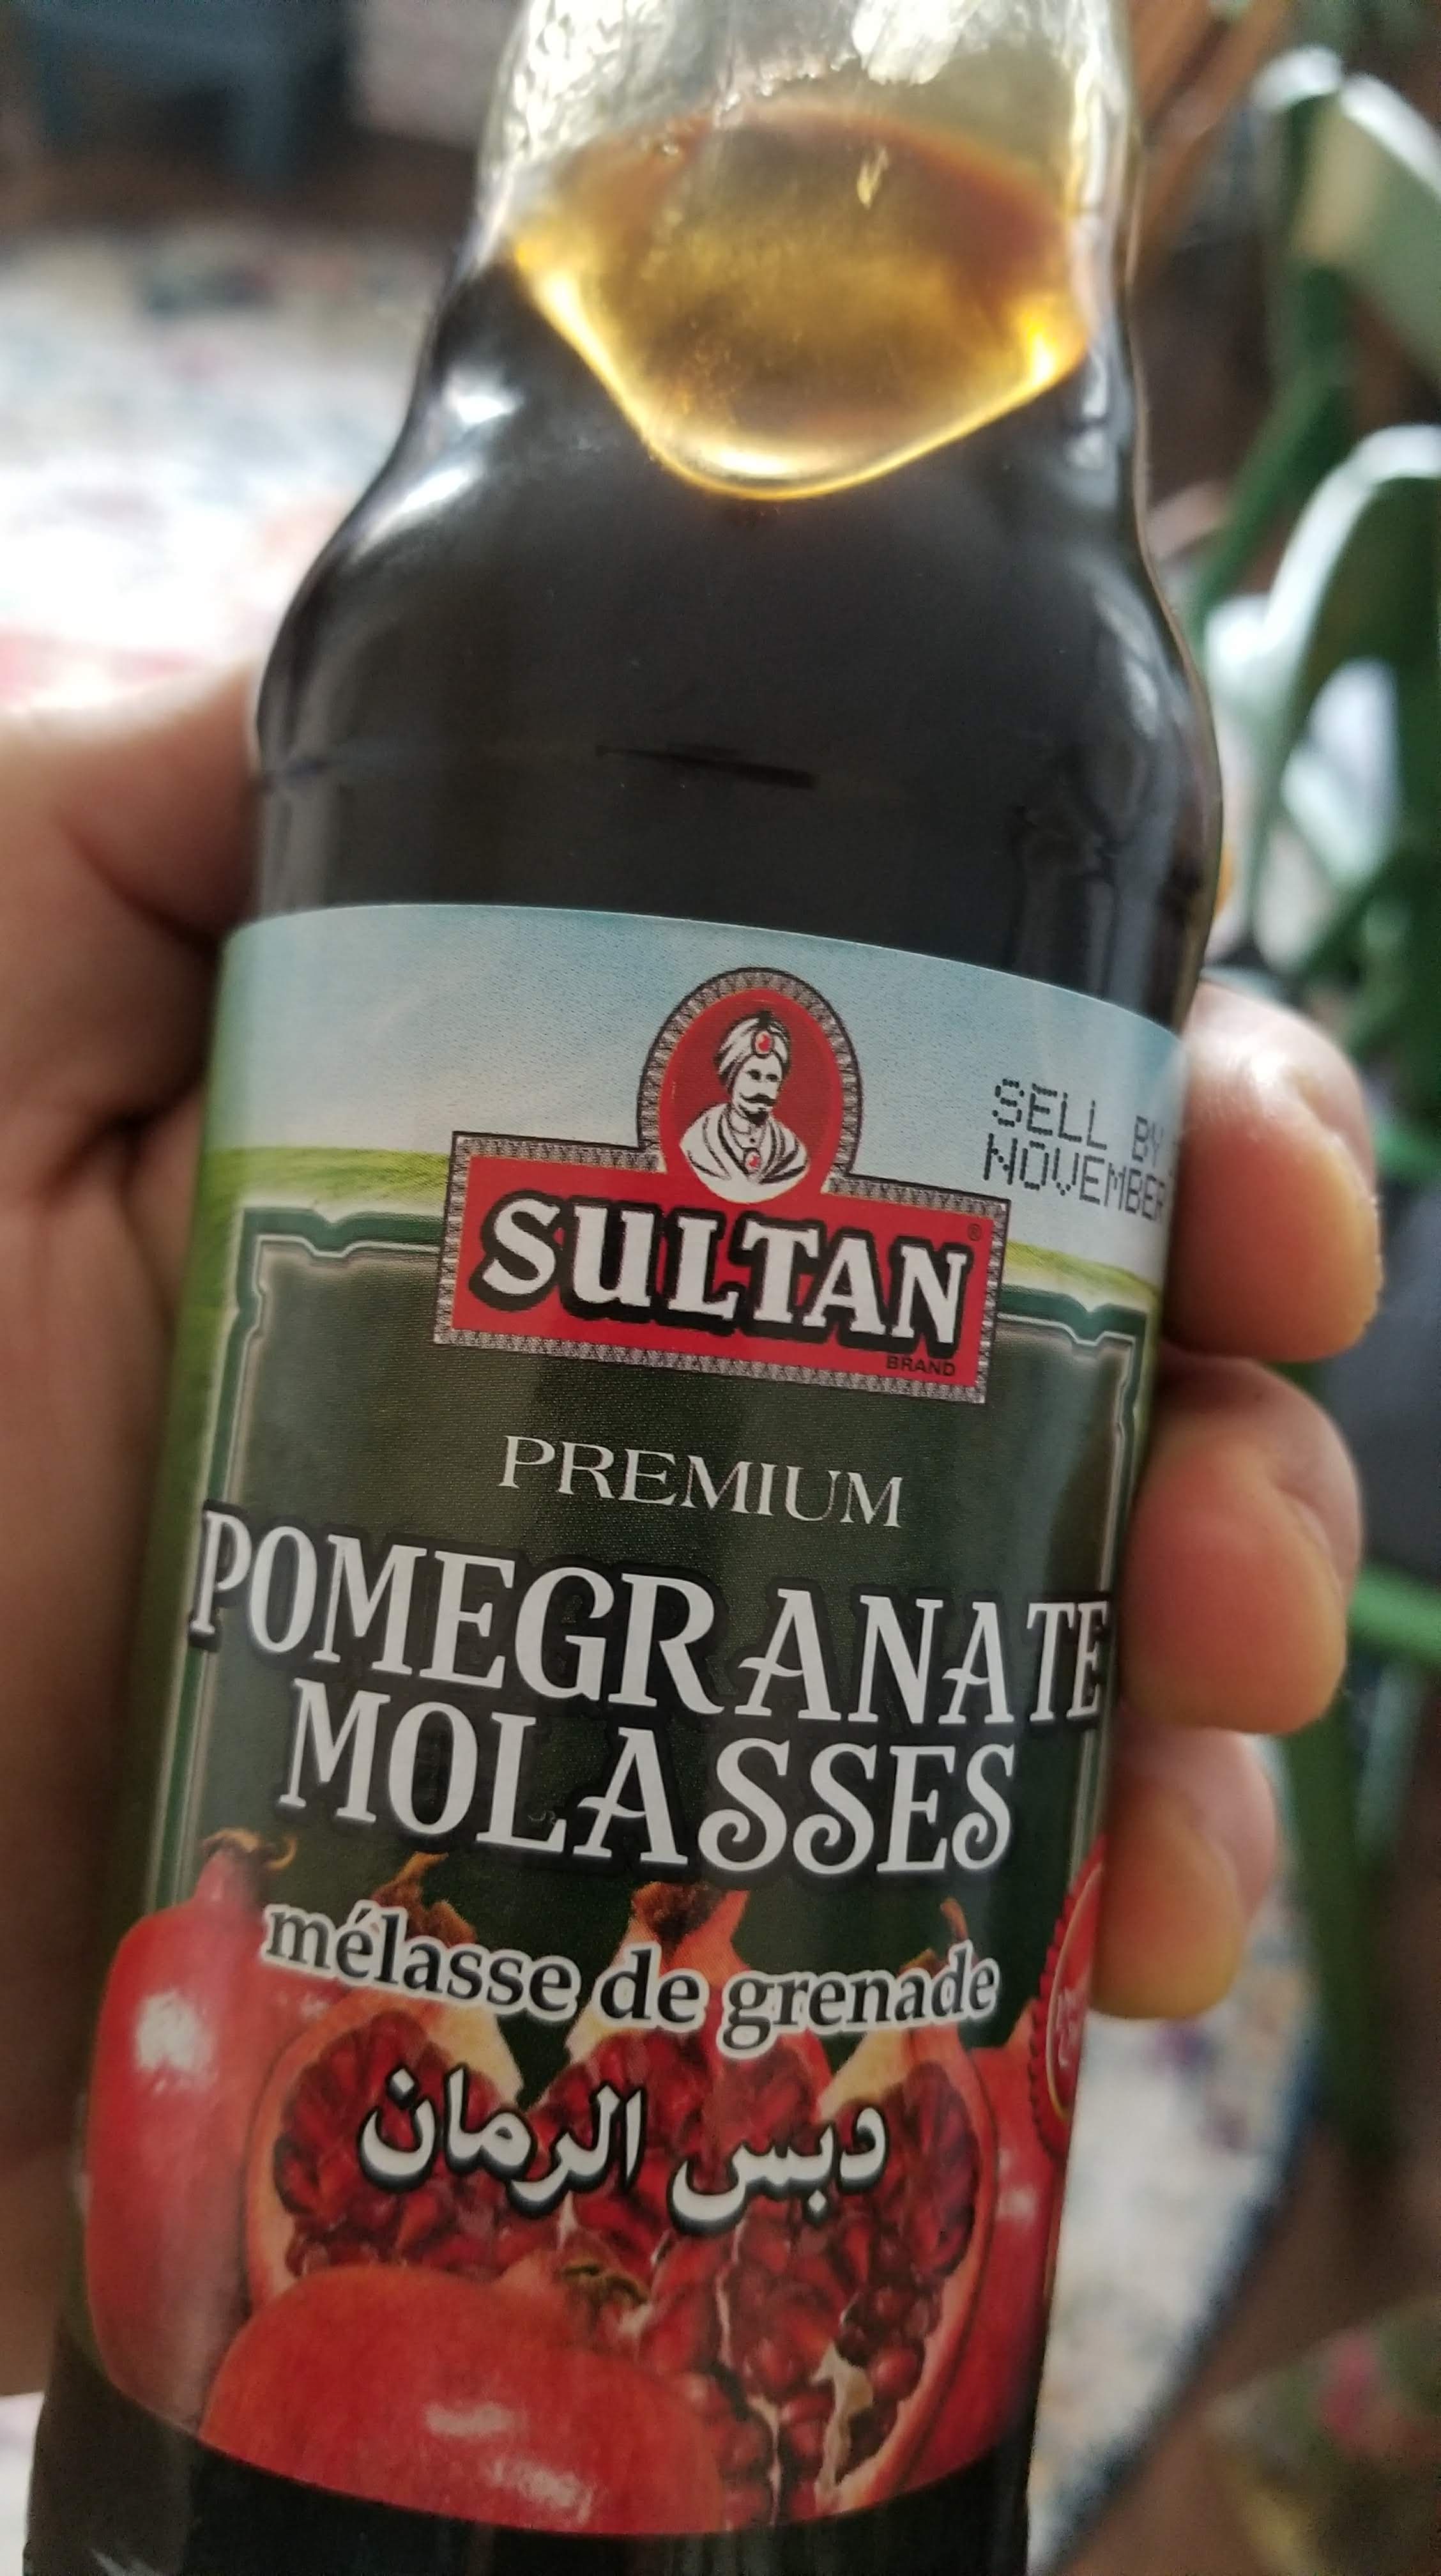 SELL BY
NOVEMBER
SULTAN®
BRAND
PREMIUM
POMEGRANATE
MOLASSES
mélasse de grenade
دبس الرمان